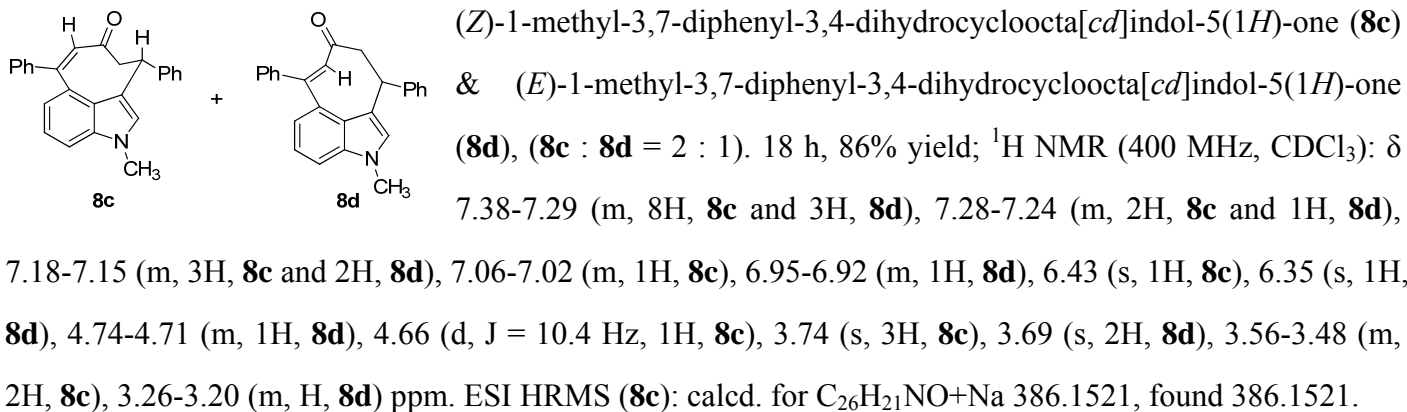 (Z)-1-methyl-3,7-diphenyl-3,4-dihydrocycloocta[cd]indol-5(1H)-one (8c)
& (E)-1-methyl-3,7-diphenyl-3,4-dihydrocycloocta[cd]indol-5(1H)-one
(8d), (8c : 8d = 2 : 1). 18 h, 86% yield; ¹H NMR (400 MHz, CDCl₃): δ
7.38-7.29 (m, 8H, 8c and 3H, 8d), 7.28-7.24 (m, 2H, 8c and 1H, 8d),
H O H
Ph Ph
N
CH₃
8c
+
O
Ph H
Ph
N
CH₃
8d
7.18-7.15 (m, 3H, 8c and 2H, 8d), 7.06-7.02 (m, 1H, 8c), 6.95-6.92 (m, 1H, 8d), 6.43 (s, 1H, 8c), 6.35 (s, 1H,
8d), 4.74-4.71 (m, 1H, 8d), 4.66 (d, J = 10.4 Hz, 1H, 8c), 3.74 (s, 3H, 8c), 3.69 (s, 2H, 8d), 3.56-3.48 (m,
2H, 8c), 3.26-3.20 (m, H, 8d) ppm. ESI HRMS (8c): calcd. for C₂₆H₂₁NO+Na 386.1521, found 386.1521.